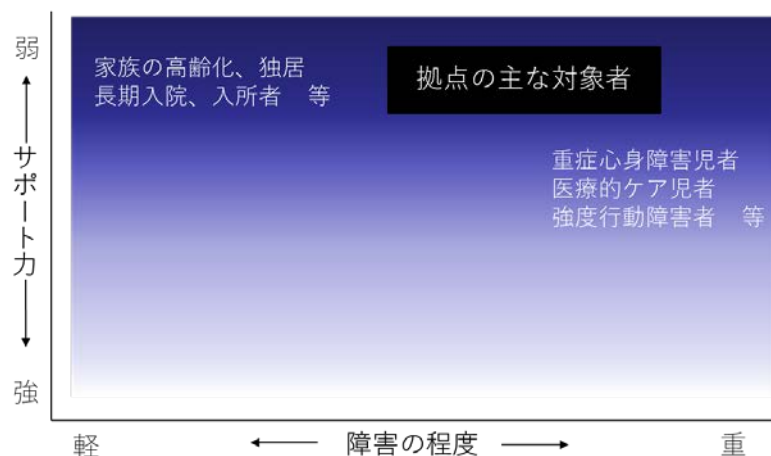 弱
サポート力
強
家族の高齢化、独居
長期入院、入所者　等
拠点の主な対象者
重症心身障害児者
医療的ケア児者
強度行動障害者　等
軽
障害の程度
重